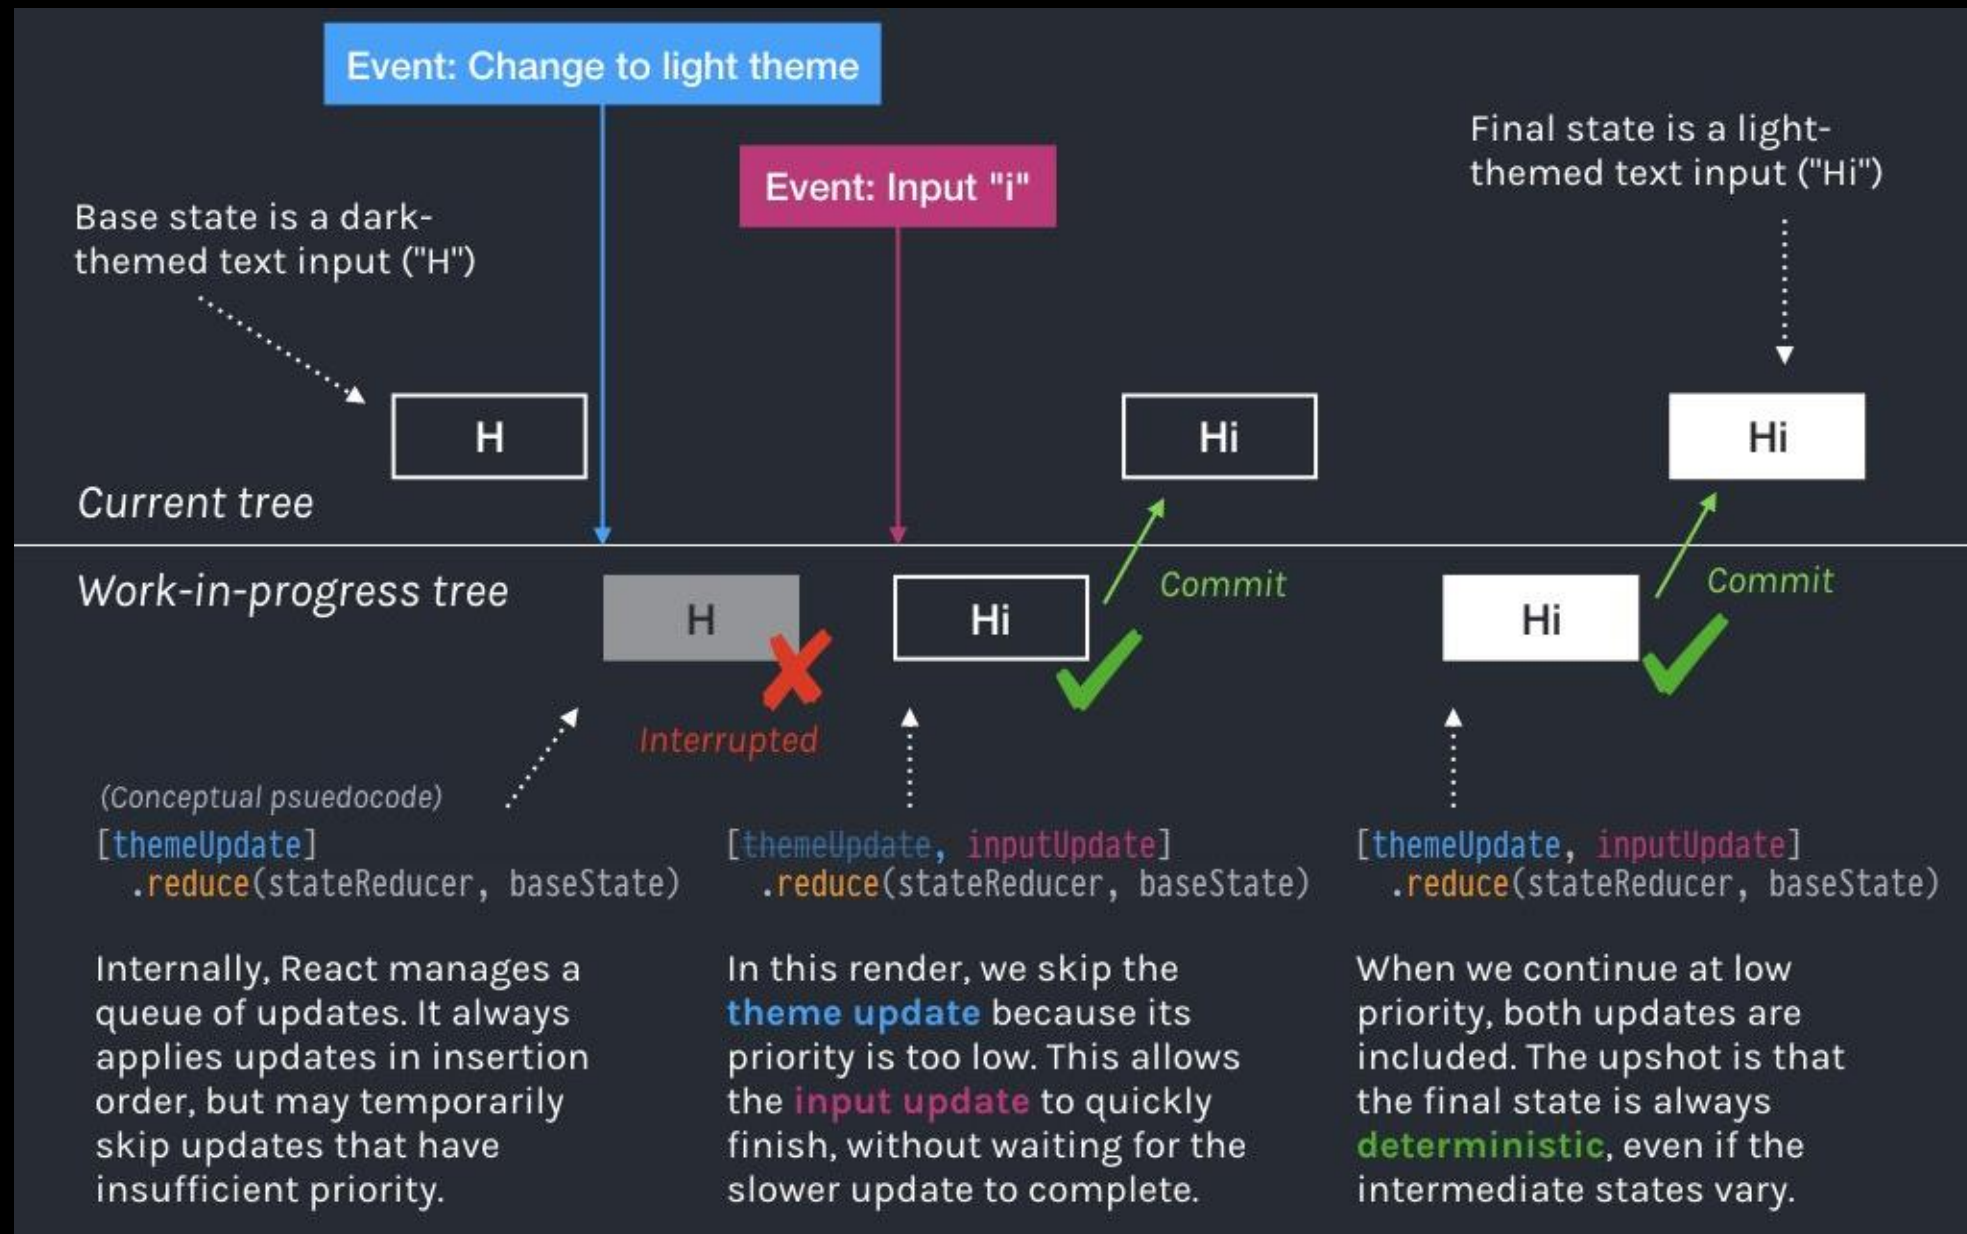 Event: Change to light theme
Event: Input "i"
Final state is a light-
themed text input ("Hi")
Base state is a dark-
themed text input ("H")
H
Hi
Hi
Current tree
Work-in-progress tree
H
Interrupted
Hi
Commit
Hi
Commit
(Conceptual psuedocode)
[themeUpdate]
.reduce(stateReducer, baseState)
Internally, React manages a
queue of updates. It always
applies updates in insertion
order, but may temporarily
skip updates that have
insufficient priority.
[themeUpdate, inputUpdate]
.reduce(stateReducer, baseState)
In this render, we skip the
theme update because its
priority is too low. This allows
the input update to quickly
finish, without waiting for the
slower update to complete.
[themeUpdate, inputUpdate]
.reduce(stateReducer, baseState)
When we continue at low
priority, both updates are
included. The upshot is that
the final state is always
deterministic, even if the
intermediate states vary.